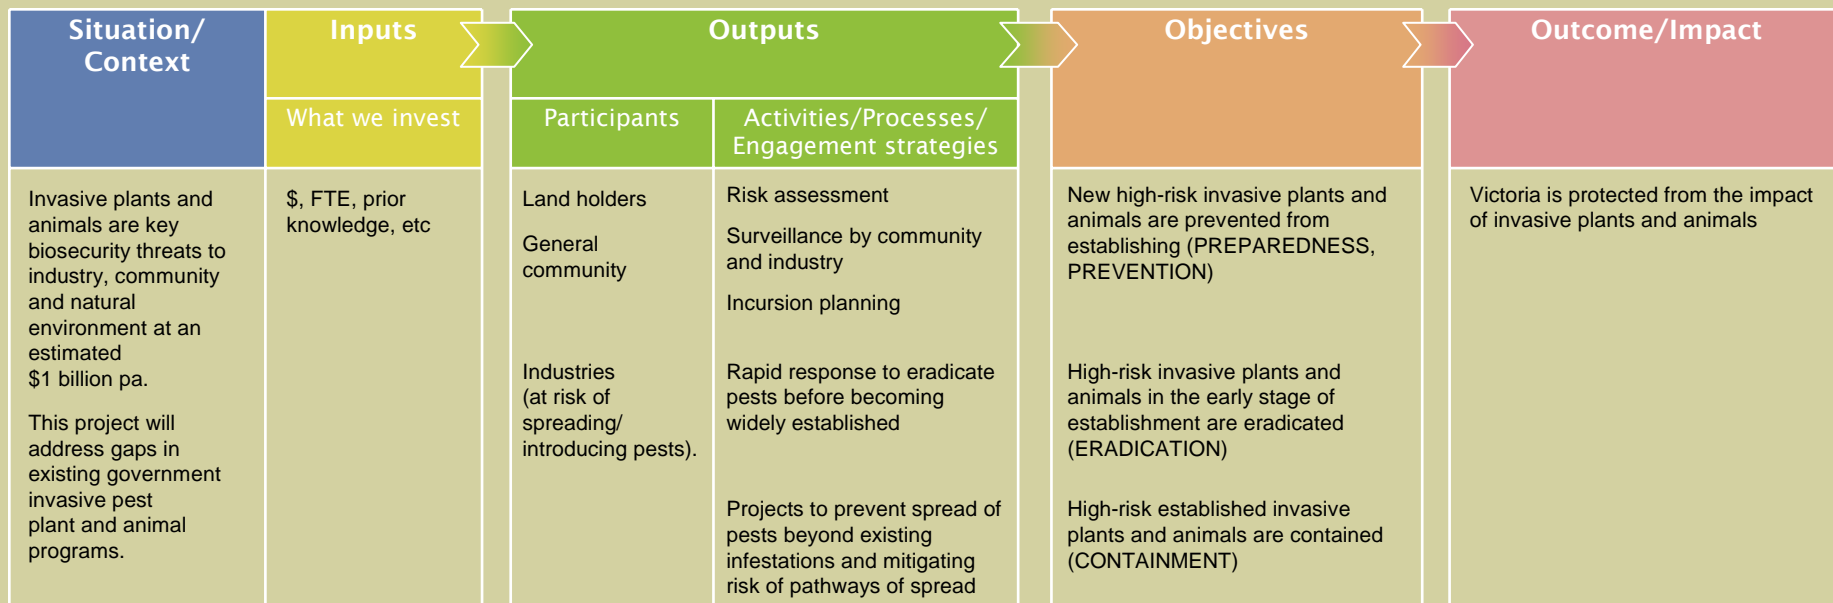 Situation/
Context
Inputs
What we invest
Outputs
Participants
Activities/Processes/
Engagement strategies
Objectives
Outcome/Impact
Invasive plants and
animals are key
biosecurity threats to
industry, community
and natural
environment at an
estimated
$1 billion pa.
This project will
address gaps in
existing government
invasive pest
plant and animal
programs.
$, FTE, prior
knowledge, etc
Land holders
General
community
Industries
(at risk of
spreading/
introducing pests).
Risk assessment
Surveillance by community
and industry
Incursion planning
Rapid response to eradicate
pests before becoming
widely established
Projects to prevent spread of
pests beyond existing
infestations and mitigating
risk of pathways of spread
New high-risk invasive plants and
animals are prevented from
establishing (PREPAREDNESS,
PREVENTION)
High-risk invasive plants and
animals in the early stage of
establishment are eradicated
(ERADICATION)
High-risk established invasive
plants and animals are contained
(CONTAINMENT)
Victoria is protected from the impact
of invasive plants and animals